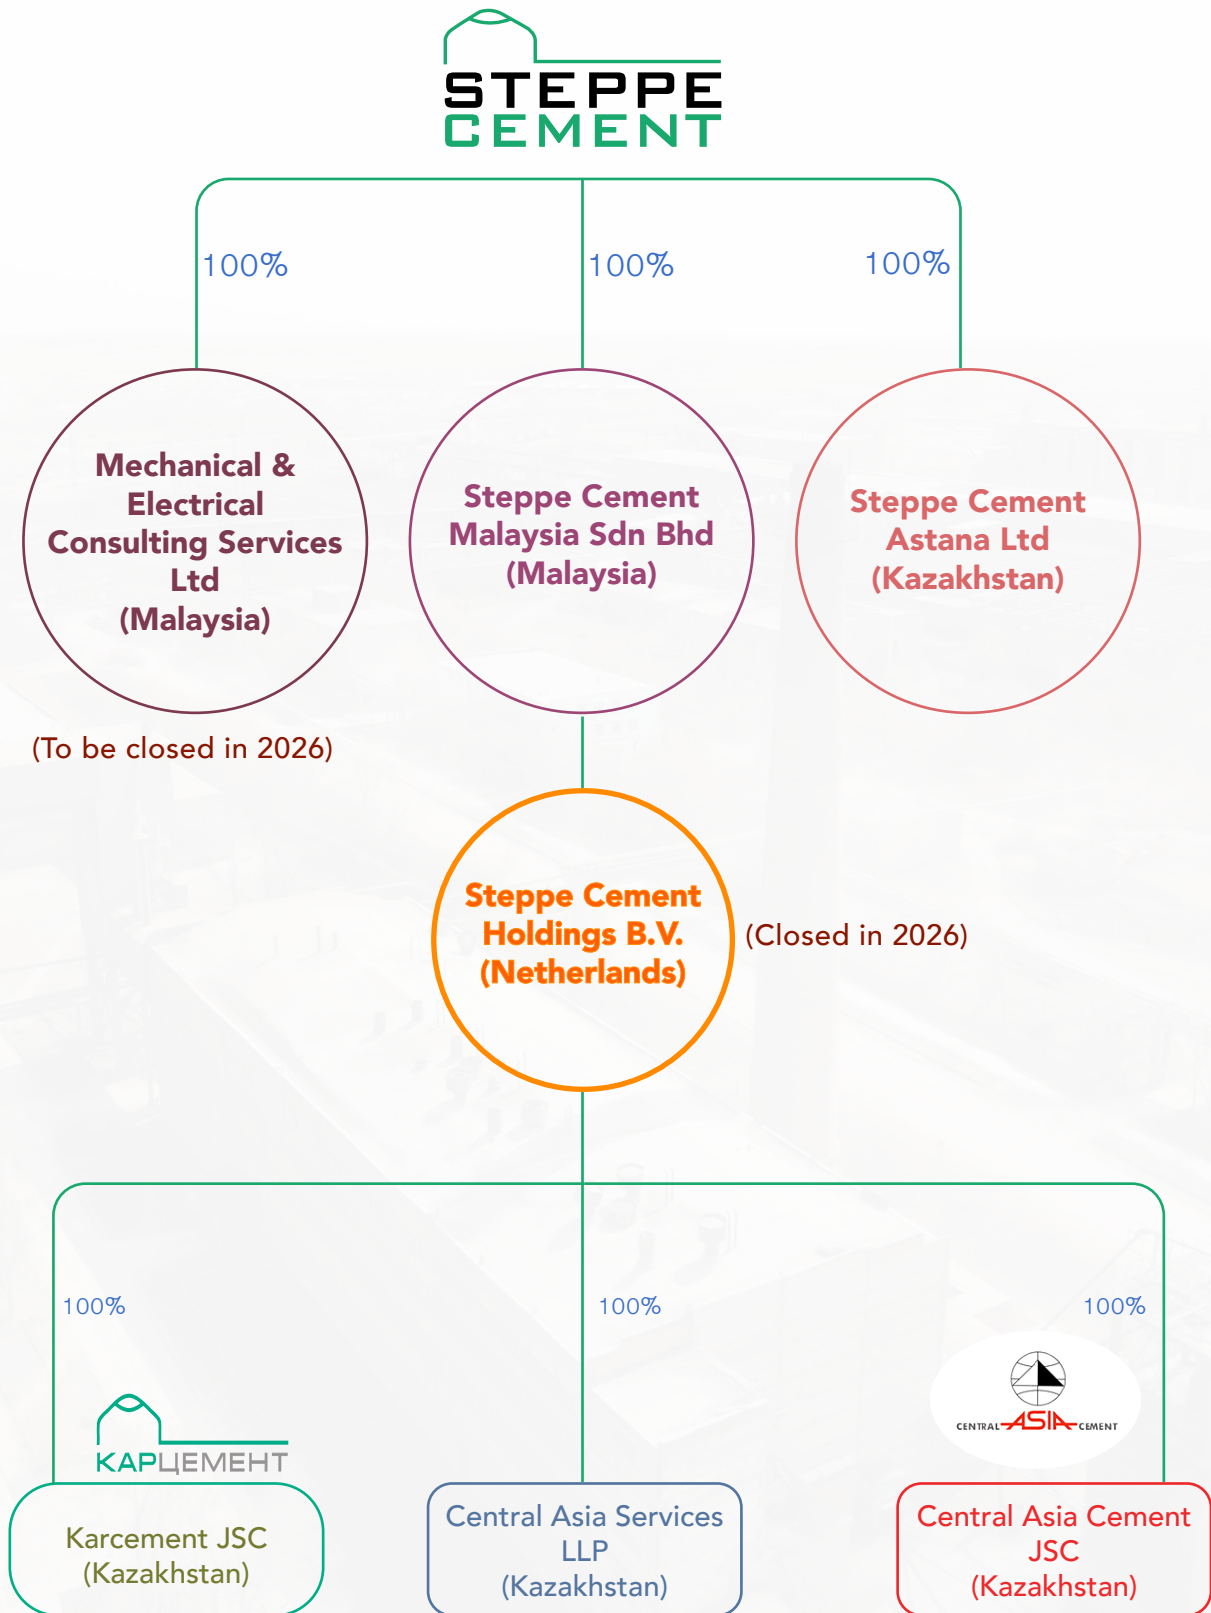 STEPPE
CEMENT
100%
100%
100%
Mechanical &
Electrical
Consulting Services
Ltd
(Malaysia)
Steppe Cement
Malaysia Sdn Bhd
(Malaysia)
Steppe Cement
Astana Ltd
(Kazakhstan)
(To be closed in 2026)
Steppe Cement
Holdings B.V.
(Netherlands)
(Closed in 2026)
100%
100%
100%
КАРЦЕМЕНТ
CENTRAL ASIA CEMENT
Karcement JSC
(Kazakhstan)
Central Asia Services
LLP
(Kazakhstan)
Central Asia Cement
JSC
(Kazakhstan)